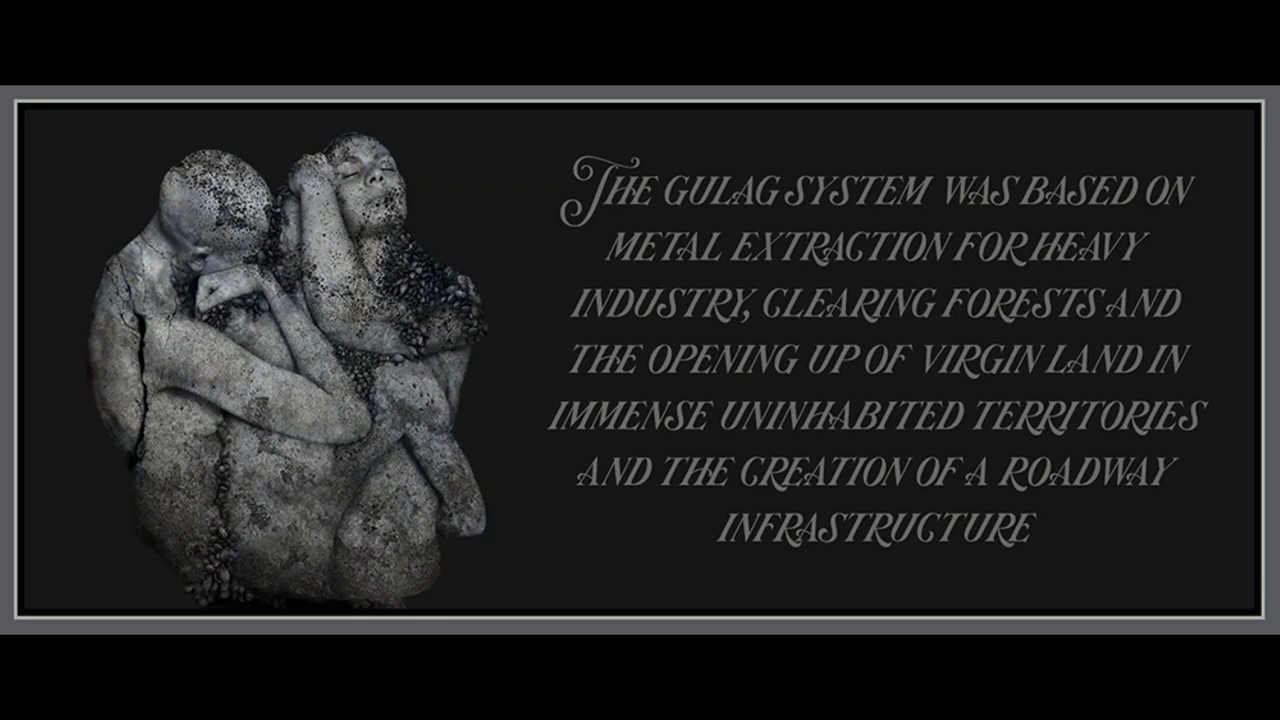 THE GULAG SYSTEM WAS BASED ON
METAL EXTRACTION FOR HEAVY
INDUSTRY, CLEARING FORESTS AND
THE OPENING UP OF VIRGIN LAND IN
IMMENSE UNINHABITED TERRITORIES
AND THE CREATION OF A ROADWAY
INFRASTRUCTURE